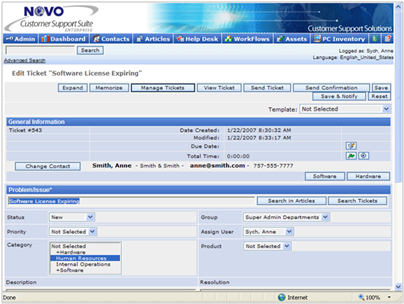 NOVO
Customer Support Suite
ENTERPRISE
Customer Support Solutions
Admin Dashboard Contacts Articles Help Desk WorkFlows Assets PC Inventory
Search
Logged as: Sych, Anne
Advanced Search
Language: English_United_States
Edit Ticket "Software License Expiring"
Expand Memorize Manage Tickets View Ticket Send Ticket Send Confirmation Save
Save & Notify Reset
Template: Not Selected
General Information
Ticket #543 Date Created: 1/22/2007 8:30:32 AM
Modified: 1/22/2007 8:33:17 AM
Due Date:
Total Time: 0:00:00
Change Contact Smith, Anne - Smith & Smith - anne@smith.com - 757-555-7777
Software Hardware
Problem/Issue*
Software License Expiring Search in Articles Search Tickets
Status New Group Super Admin Departments
Priority Not Selected Assign User Sych, Anne
Category Not Selected Product Not Selected
+Hardware
Human Resources
Internal Operations
+Software
Description Resolution
Done Internet 100%